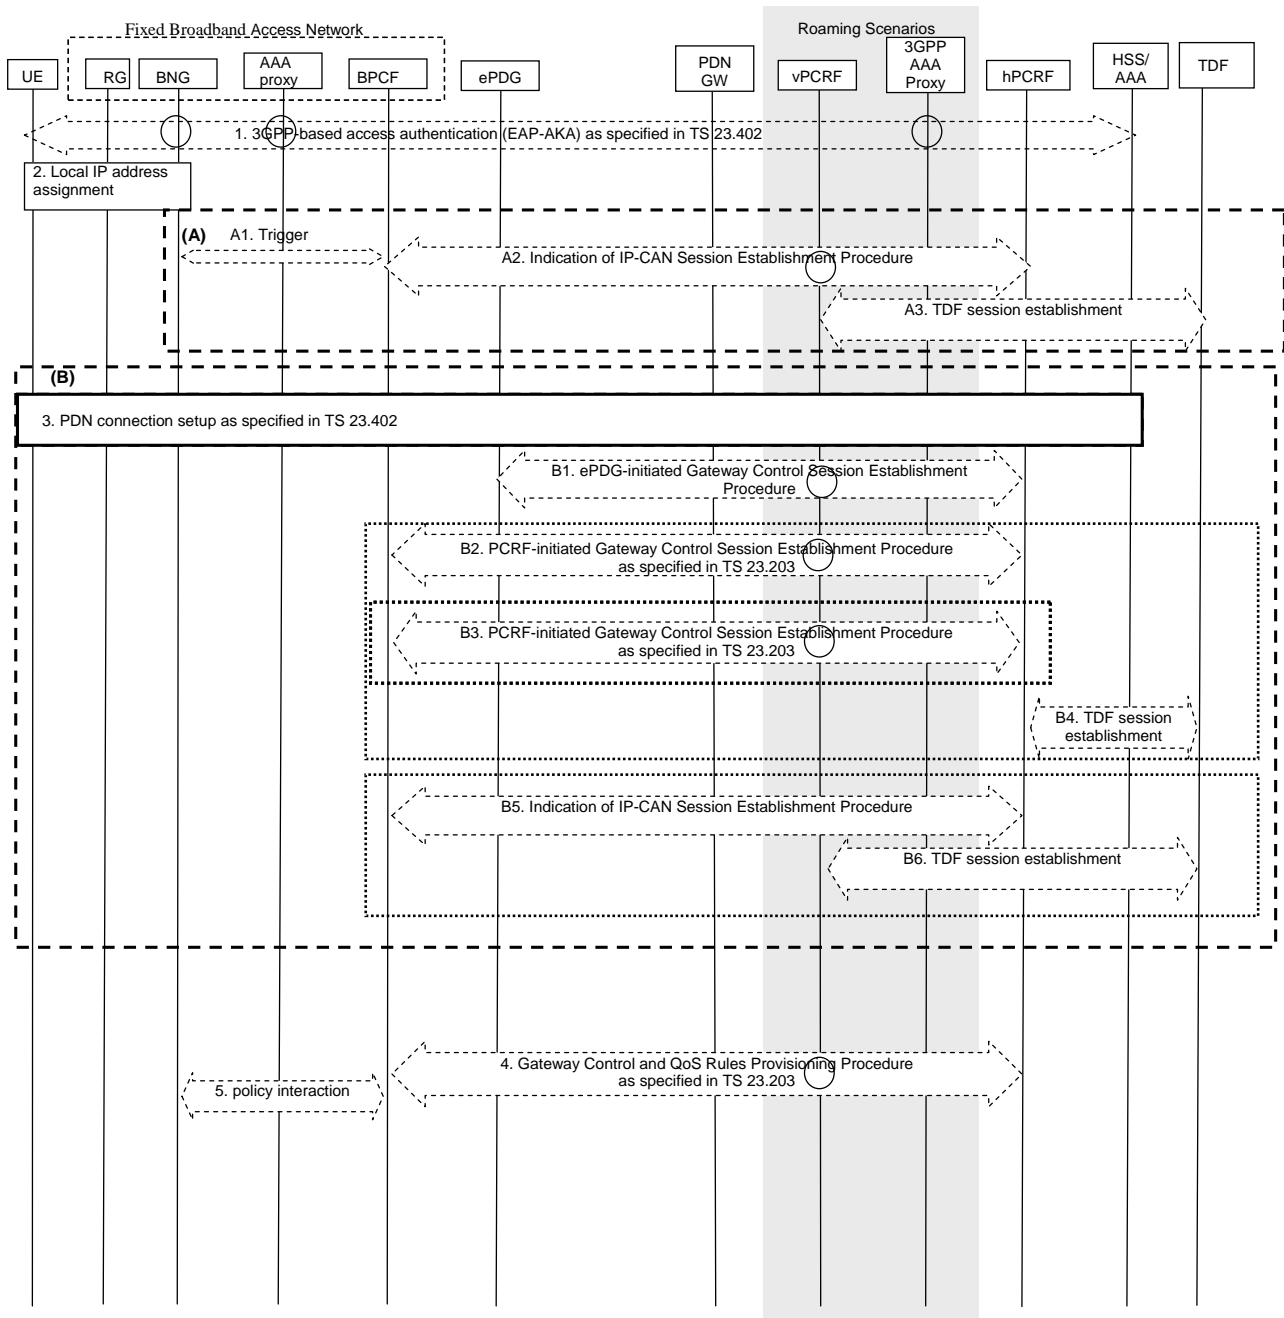 Fixed Broadband Access Network
Roaming Scenarios
UE
RG
BNG
AAA
proxy
BPCF
ePDG
PDN
GW
vPCRF
3GPP
AAA
Proxy
hPCRF
HSS/
AAA
TDF
1. 3GPP-based access authentication (EAP-AKA) as specified in TS 23.402
2. Local IP address
assignment
(A)
A1. Trigger
A2. Indication of IP-CAN Session Establishment Procedure
A3. TDF session establishment
(B)
3. PDN connection setup as specified in TS 23.402
B1. ePDG-initiated Gateway Control Session Establishment
Procedure
B2. PCRF-initiated Gateway Control Session Establishment Procedure
as specified in TS 23.203
B3. PCRF-initiated Gateway Control Session Establishment Procedure
as specified in TS 23.203
B4. TDF session
establishment
B5. Indication of IP-CAN Session Establishment Procedure
B6. TDF session establishment
4. Gateway Control and QoS Rules Provisioning Procedure
as specified in TS 23.203
5. policy interaction